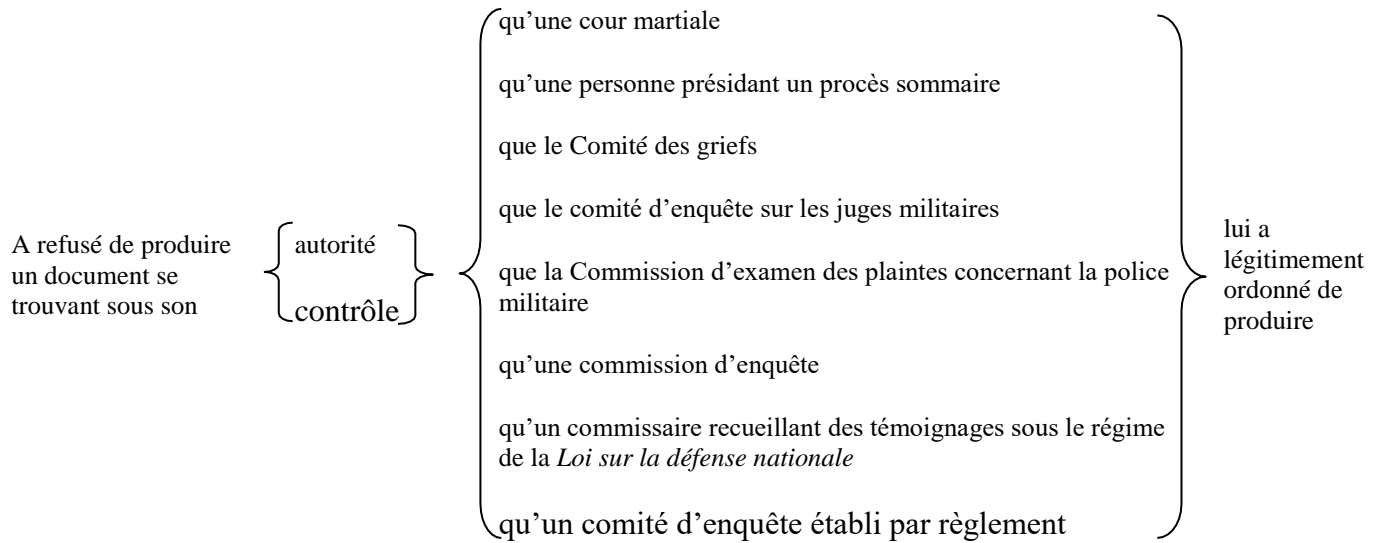 A refusé de produire
un document se
trouvant sous son
autorité
contrôle
qu’une cour martiale
qu’une personne présidant un procès sommaire
que le Comité des griefs
que le comité d’enquête sur les juges militaires
que la Commission d’examen des plaintes concernant la police
militaire
qu’une commission d’enquête
qu’un commissaire recueillant des témoignages sous le régime
de la Loi sur la défense nationale
qu’un comité d’enquête établi par règlement
lui a
légitimement
ordonné de
produire